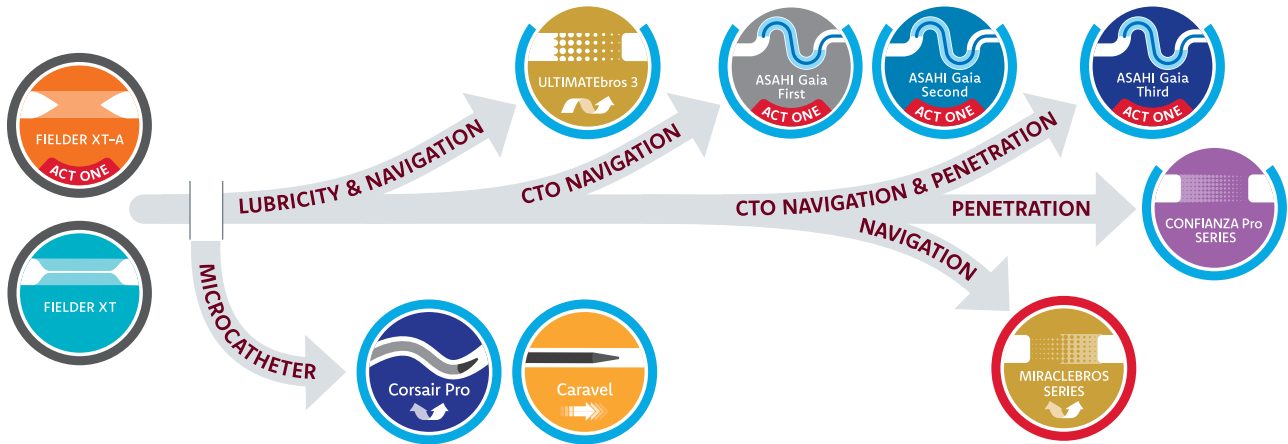 FIELDER XT-A
ACT ONE
FIELDER XT
LUBRICITY & NAVIGATION
ULTIMATEbros 3
CTO NAVIGATION
ASAHI Gaia
First
ACT ONE
ASAHI Gaia
Second
ACT ONE
CTO NAVIGATION & PENETRATION
ASAHI Gaia
Third
ACT ONE
PENETRATION
CONFIANZA Pro
SERIES
NAVIGATION
MIRACLEBROS
SERIES
MICROCATHETER
Corsair Pro
Caravel